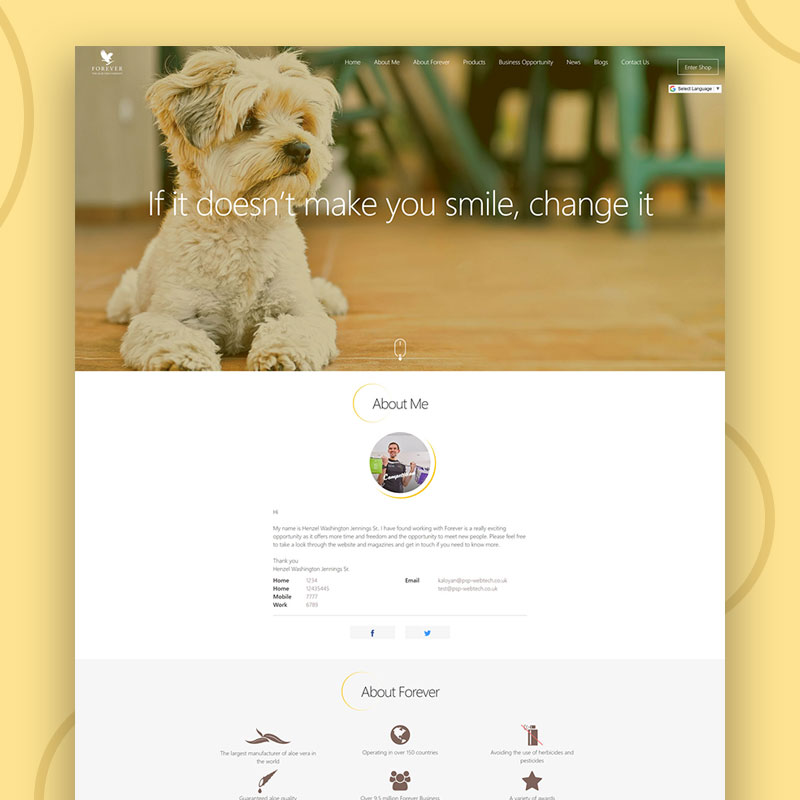 FOREVER
Home About Me About Forever Products Business Opportunity News Blogs Contact Us
Enter Shop
Select Language ▼
If it doesn't make you smile, change it
About Me
Hi
My name is Henzel Washington Jennings Sr, I have found working with Forever is a really exciting
opportunity as it offers more time and freedom and the opportunity to meet new people. Please feel free
to take a look through the website and magazines and get in touch if you need to know more.
Thank you
Henzel Washington Jennings Sr.
Home 1234 Email kaloyan@psp-webtech.co.uk
Home 12435445 test@psp-webtech.co.uk
Mobile 7777
Work 6789
About Forever
The largest manufacturer of aloe vera in
the world
Operating in over 150 countries
Avoiding the use of herbicides and
pesticides
Guaranteed aloe quality
Over 9.5 million Forever Business
A variety of awards